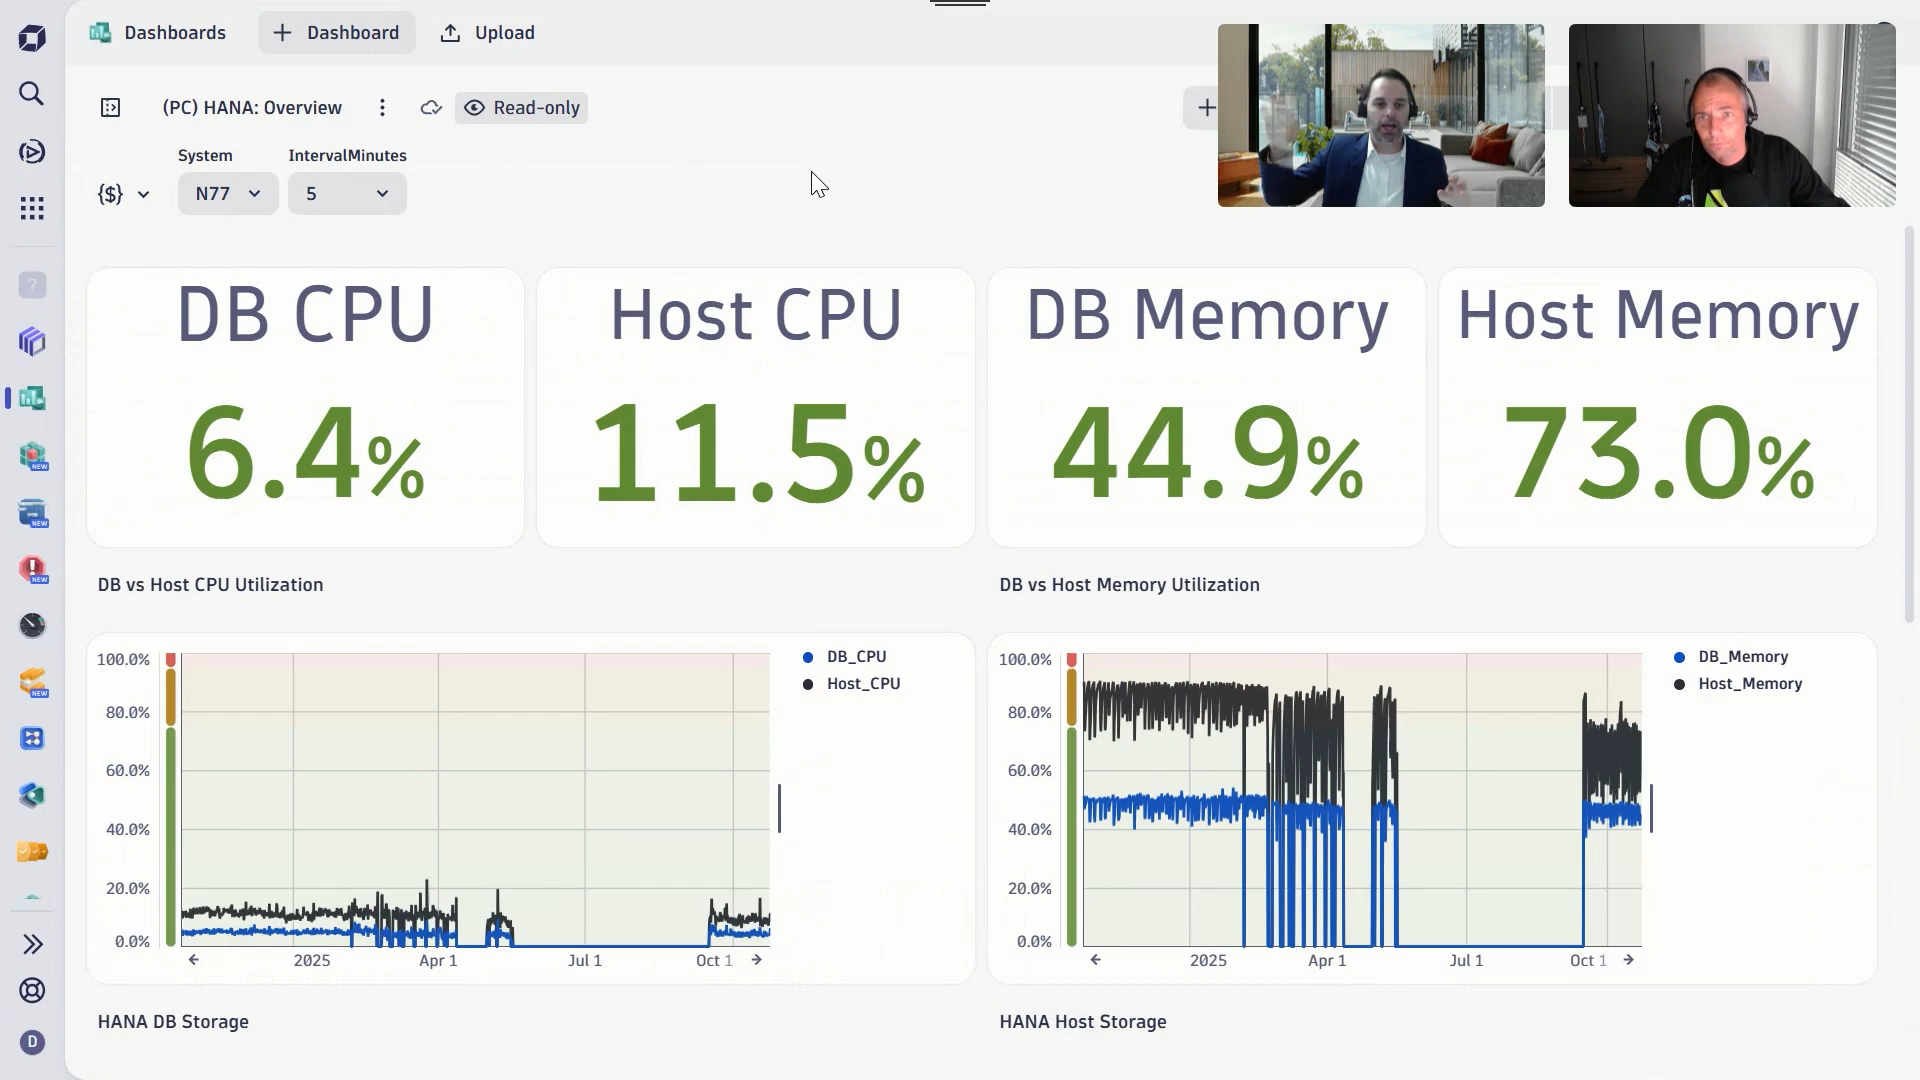 Dashboards
Dashboard
Upload
(PC) HANA: Overview
Read-only
System
IntervalMinutes
{$}
N77
5
DB CPU
6.4%
Host CPU
11.5%
DB Memory
44.9%
Host Memory
73.0%
DB vs Host CPU Utilization
DB vs Host Memory Utilization
100.0%
80.0%
60.0%
40.0%
20.0%
0.0%
2025
Apr 1
Jul 1
Oct 1
DB_CPU
Host_CPU
100.0%
80.0%
60.0%
40.0%
20.0%
0.0%
2025
Apr 1
Jul 1
Oct 1
DB_Memory
Host_Memory
HANA DB Storage
HANA Host Storage
?
NEW
NEW
NEW
NEW
D